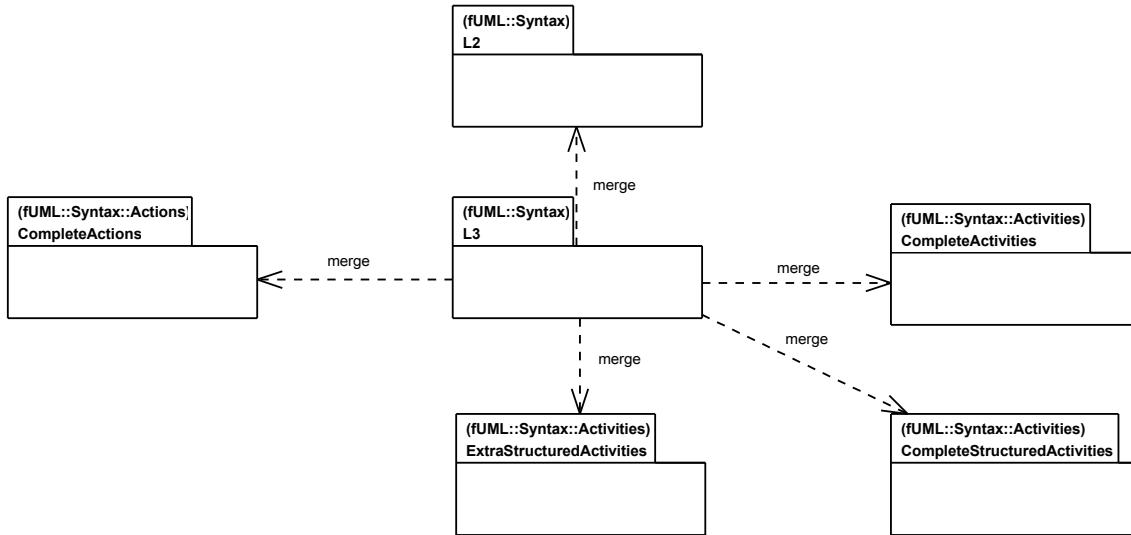 (fUML::Syntax)
L2
merge
(fUML::Syntax::Actions)
CompleteActions
(fUML::Syntax)
L3
(fUML::Syntax::Activities)
CompleteActivities
merge
merge
merge
merge
(fUML::Syntax::Activities)
ExtraStructuredActivities
(fUML::Syntax::Activities)
CompleteStructuredActivities